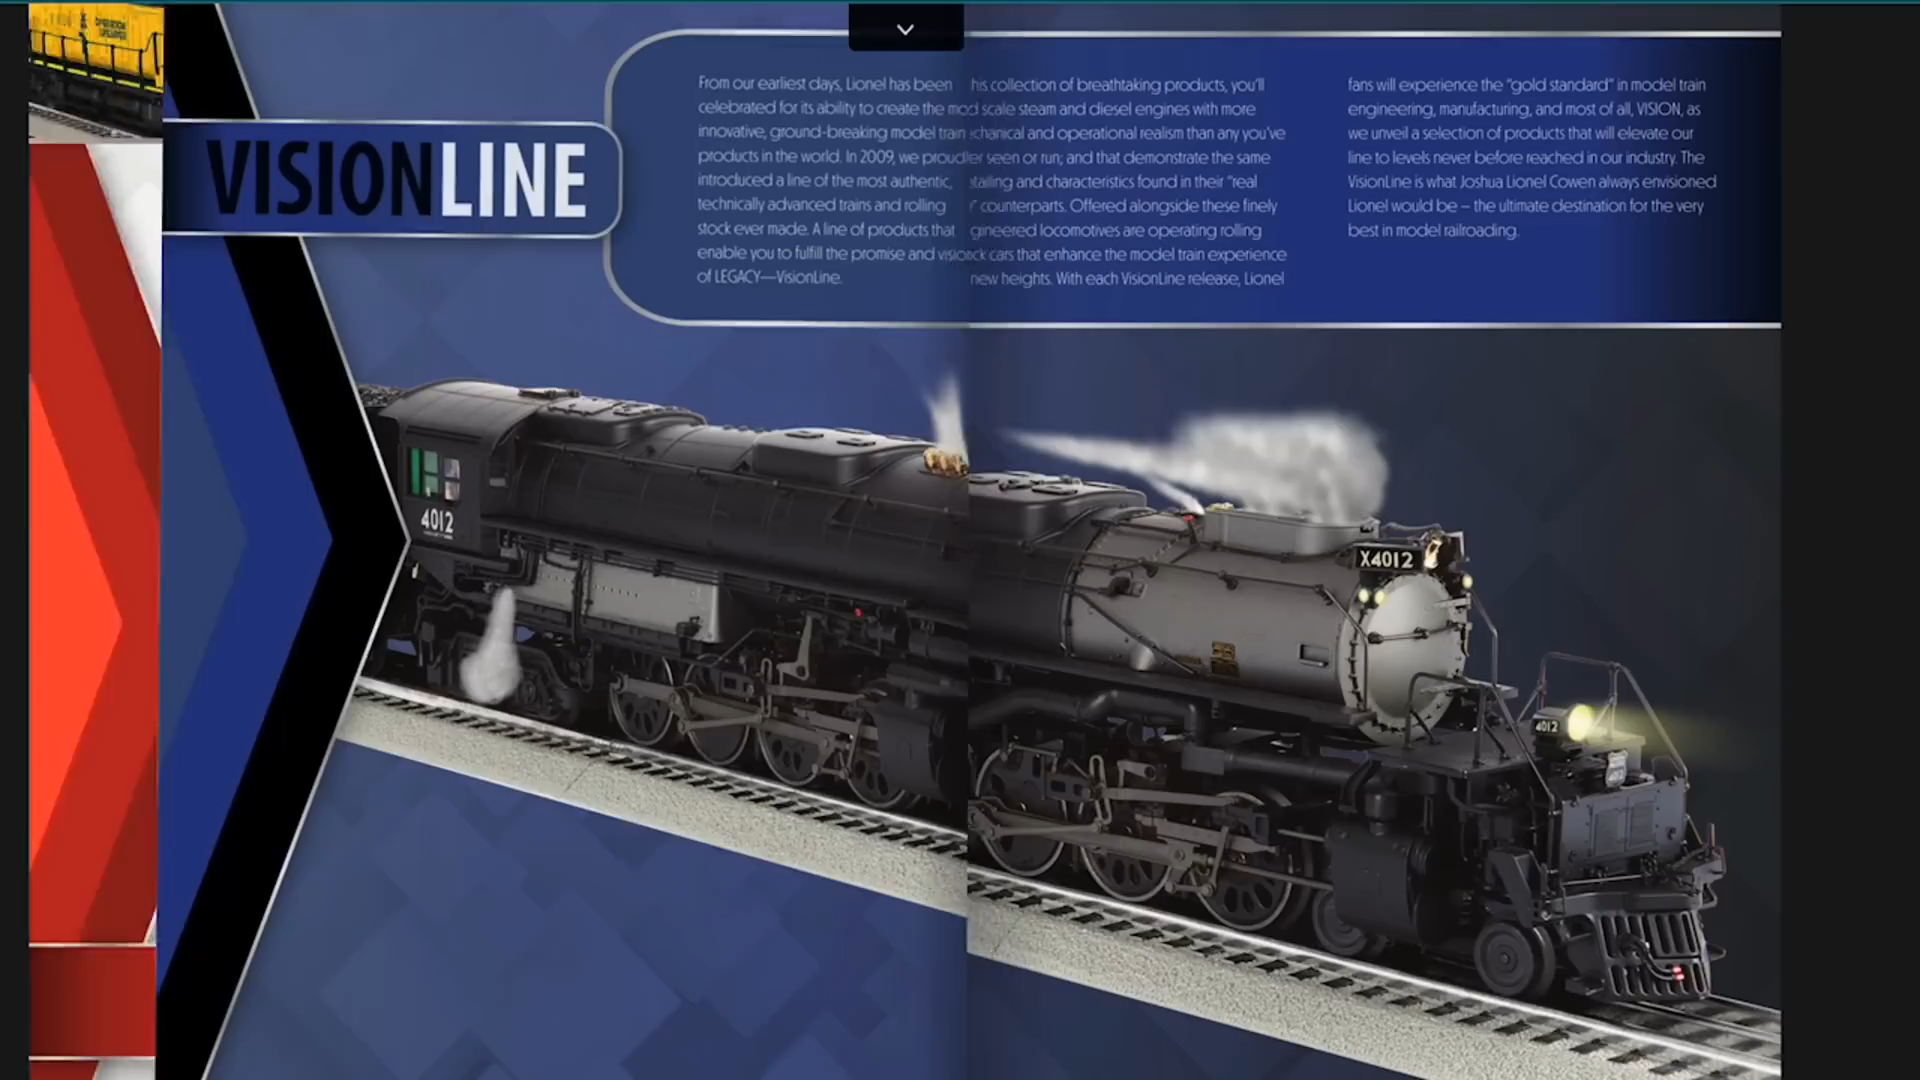 VISIONLINE
From our earliest days, Lionel has been
celebrated for its ability to create the mo
innovative, ground-breaking model train
products in the world. In 2009, we proudl
introduced a line of the most authentic,
technically advanced trains and rolling
stock ever made. A line of products that
enable you to fulfill the promise and vision
of LEGACY—VisionLine.
his collection of breathtaking products, you'll
d scale steam and diesel engines with more
chanical and operational realism than any you've
er seen or run; and that demonstrate the same
tailing and characteristics found in their "real
f" counterparts. Offered alongside these finely
gineered locomotives are operating rolling
ck cars that enhance the model train experience
new heights. With each VisionLine release, Lionel
fans will experience the "gold standard" in model train
engineering, manufacturing, and most of all, VISION, as
we unveil a selection of products that will elevate our
line to levels never before reached in our industry. The
VisionLine is what Joshua Lionel Cowen always envisioned
Lionel would be – the ultimate destination for the very
best in model railroading.
4012
X4012
4012